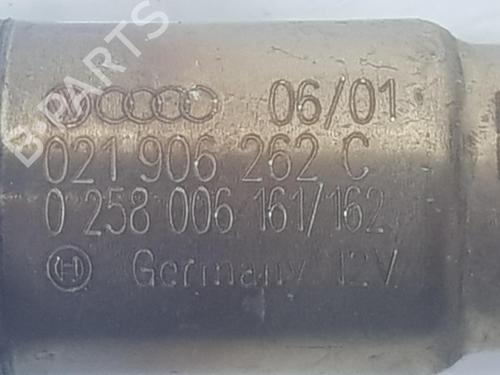 06/01
021 906 262 C
0 258 006 161/162
H Germany 12V
B-PARTS